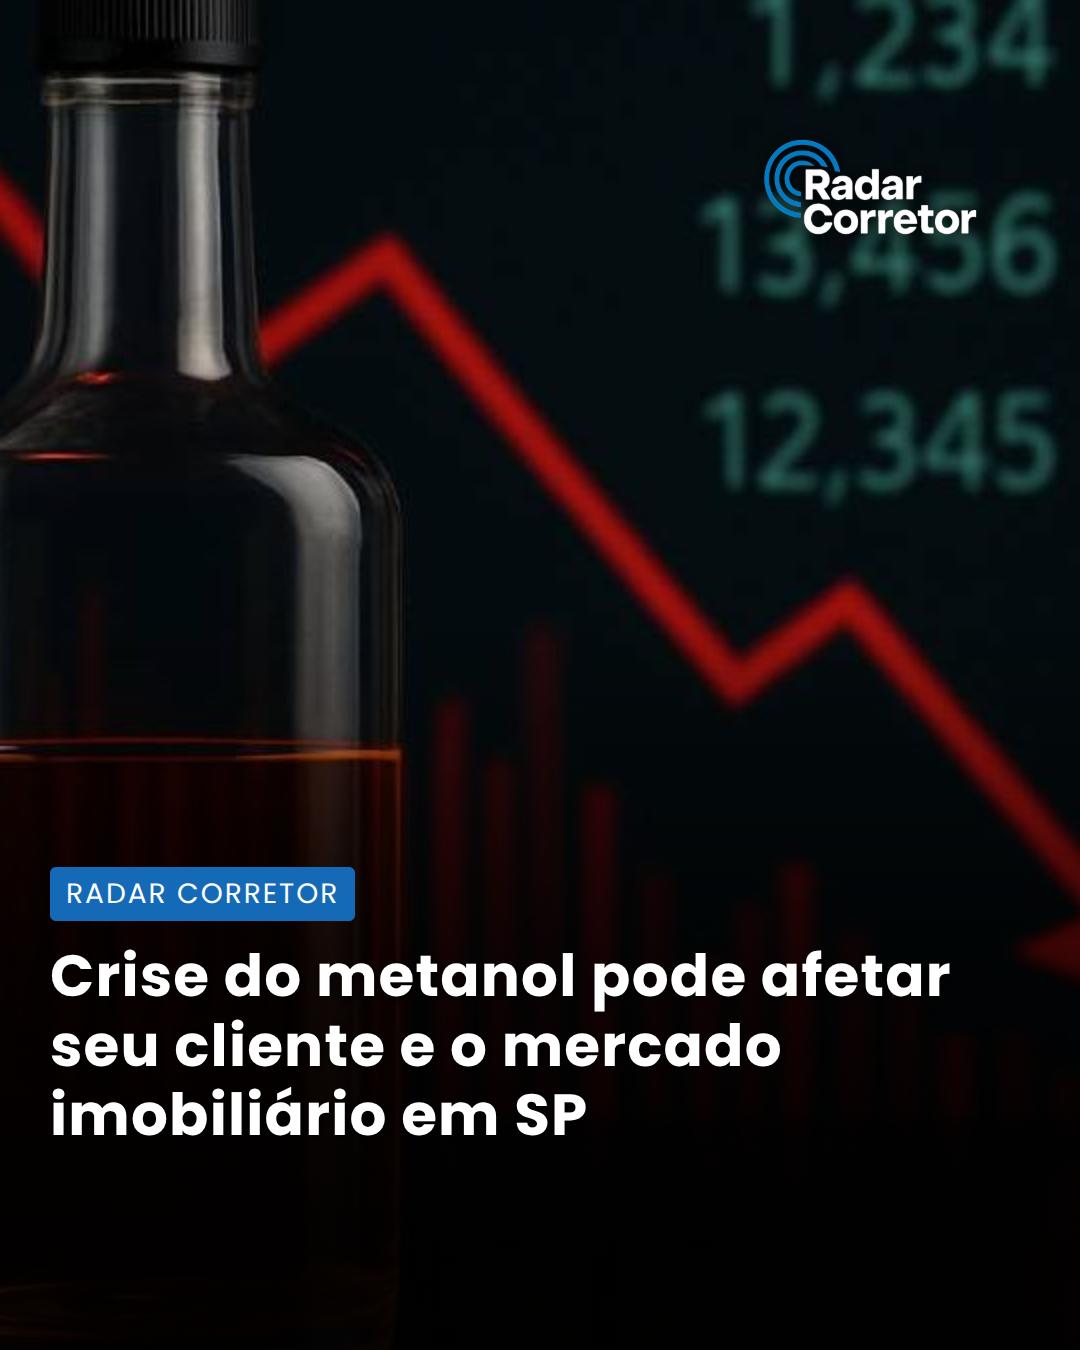 1,234
Radar
Corretor
13,456
12,345
RADAR CORRETOR
Crise do metanol pode afetar
seu cliente e o mercado
imobiliário em SP